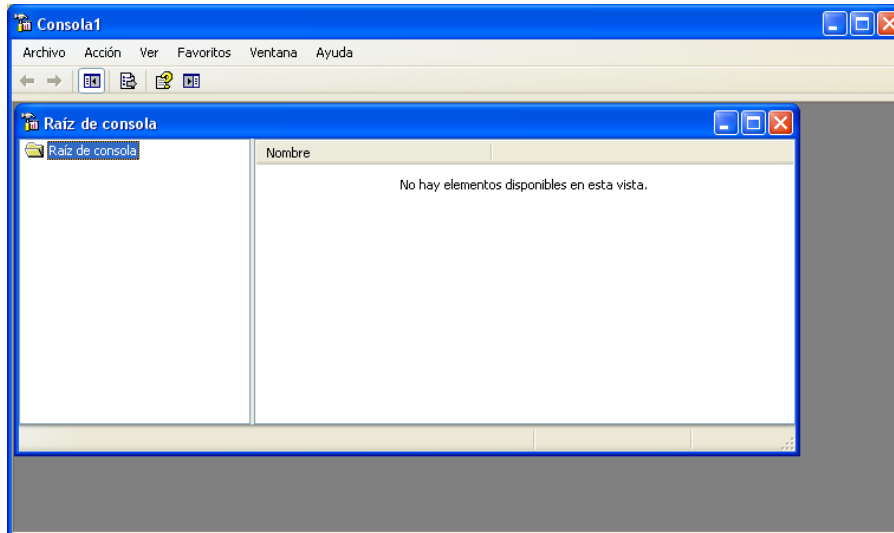 Consola1
Archivo Acción Ver Favoritos Ventana Ayuda
Raíz de consola
Raíz de consola
Nombre
No hay elementos disponibles en esta vista.